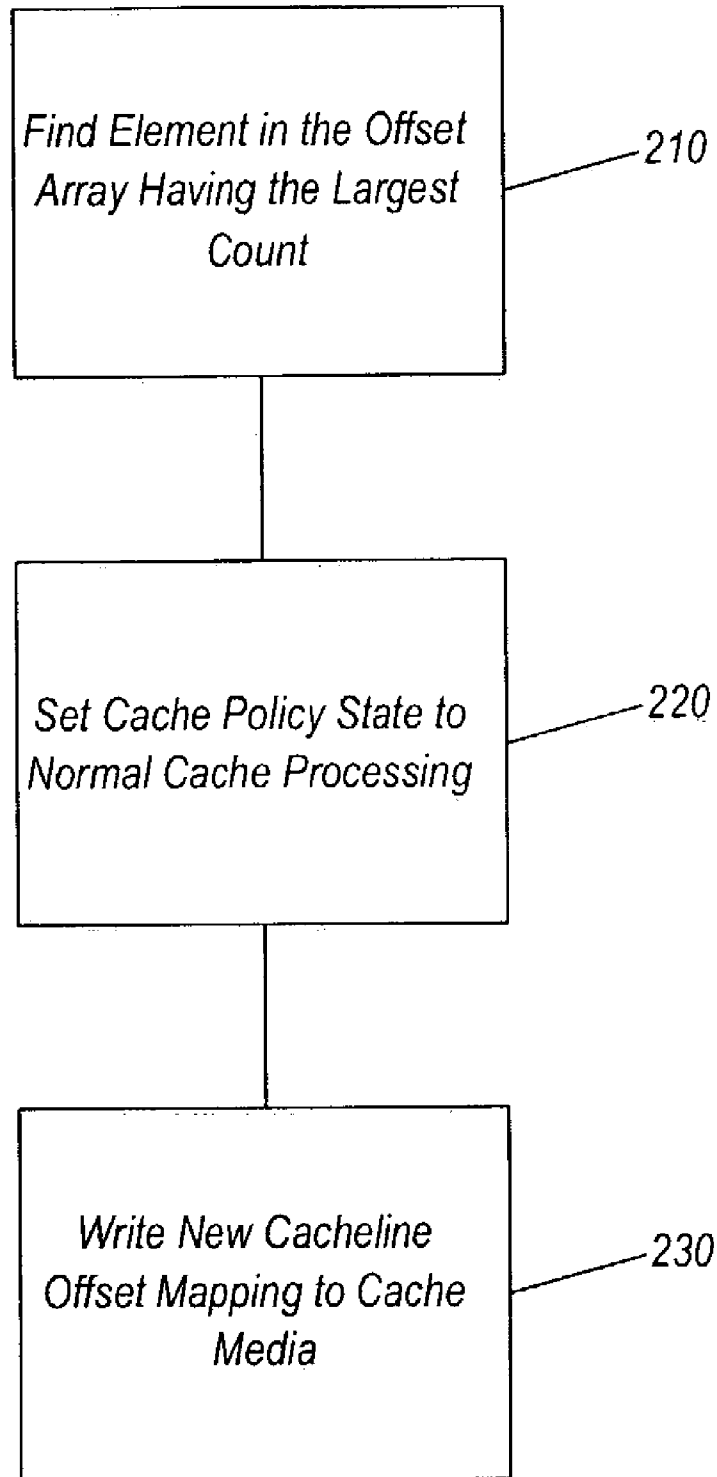 Find Element in the Offset
Array Having the Largest
Count
210
Set Cache Policy State to
Normal Cache Processing
220
Write New Cacheline
Offset Mapping to Cache
Media
230